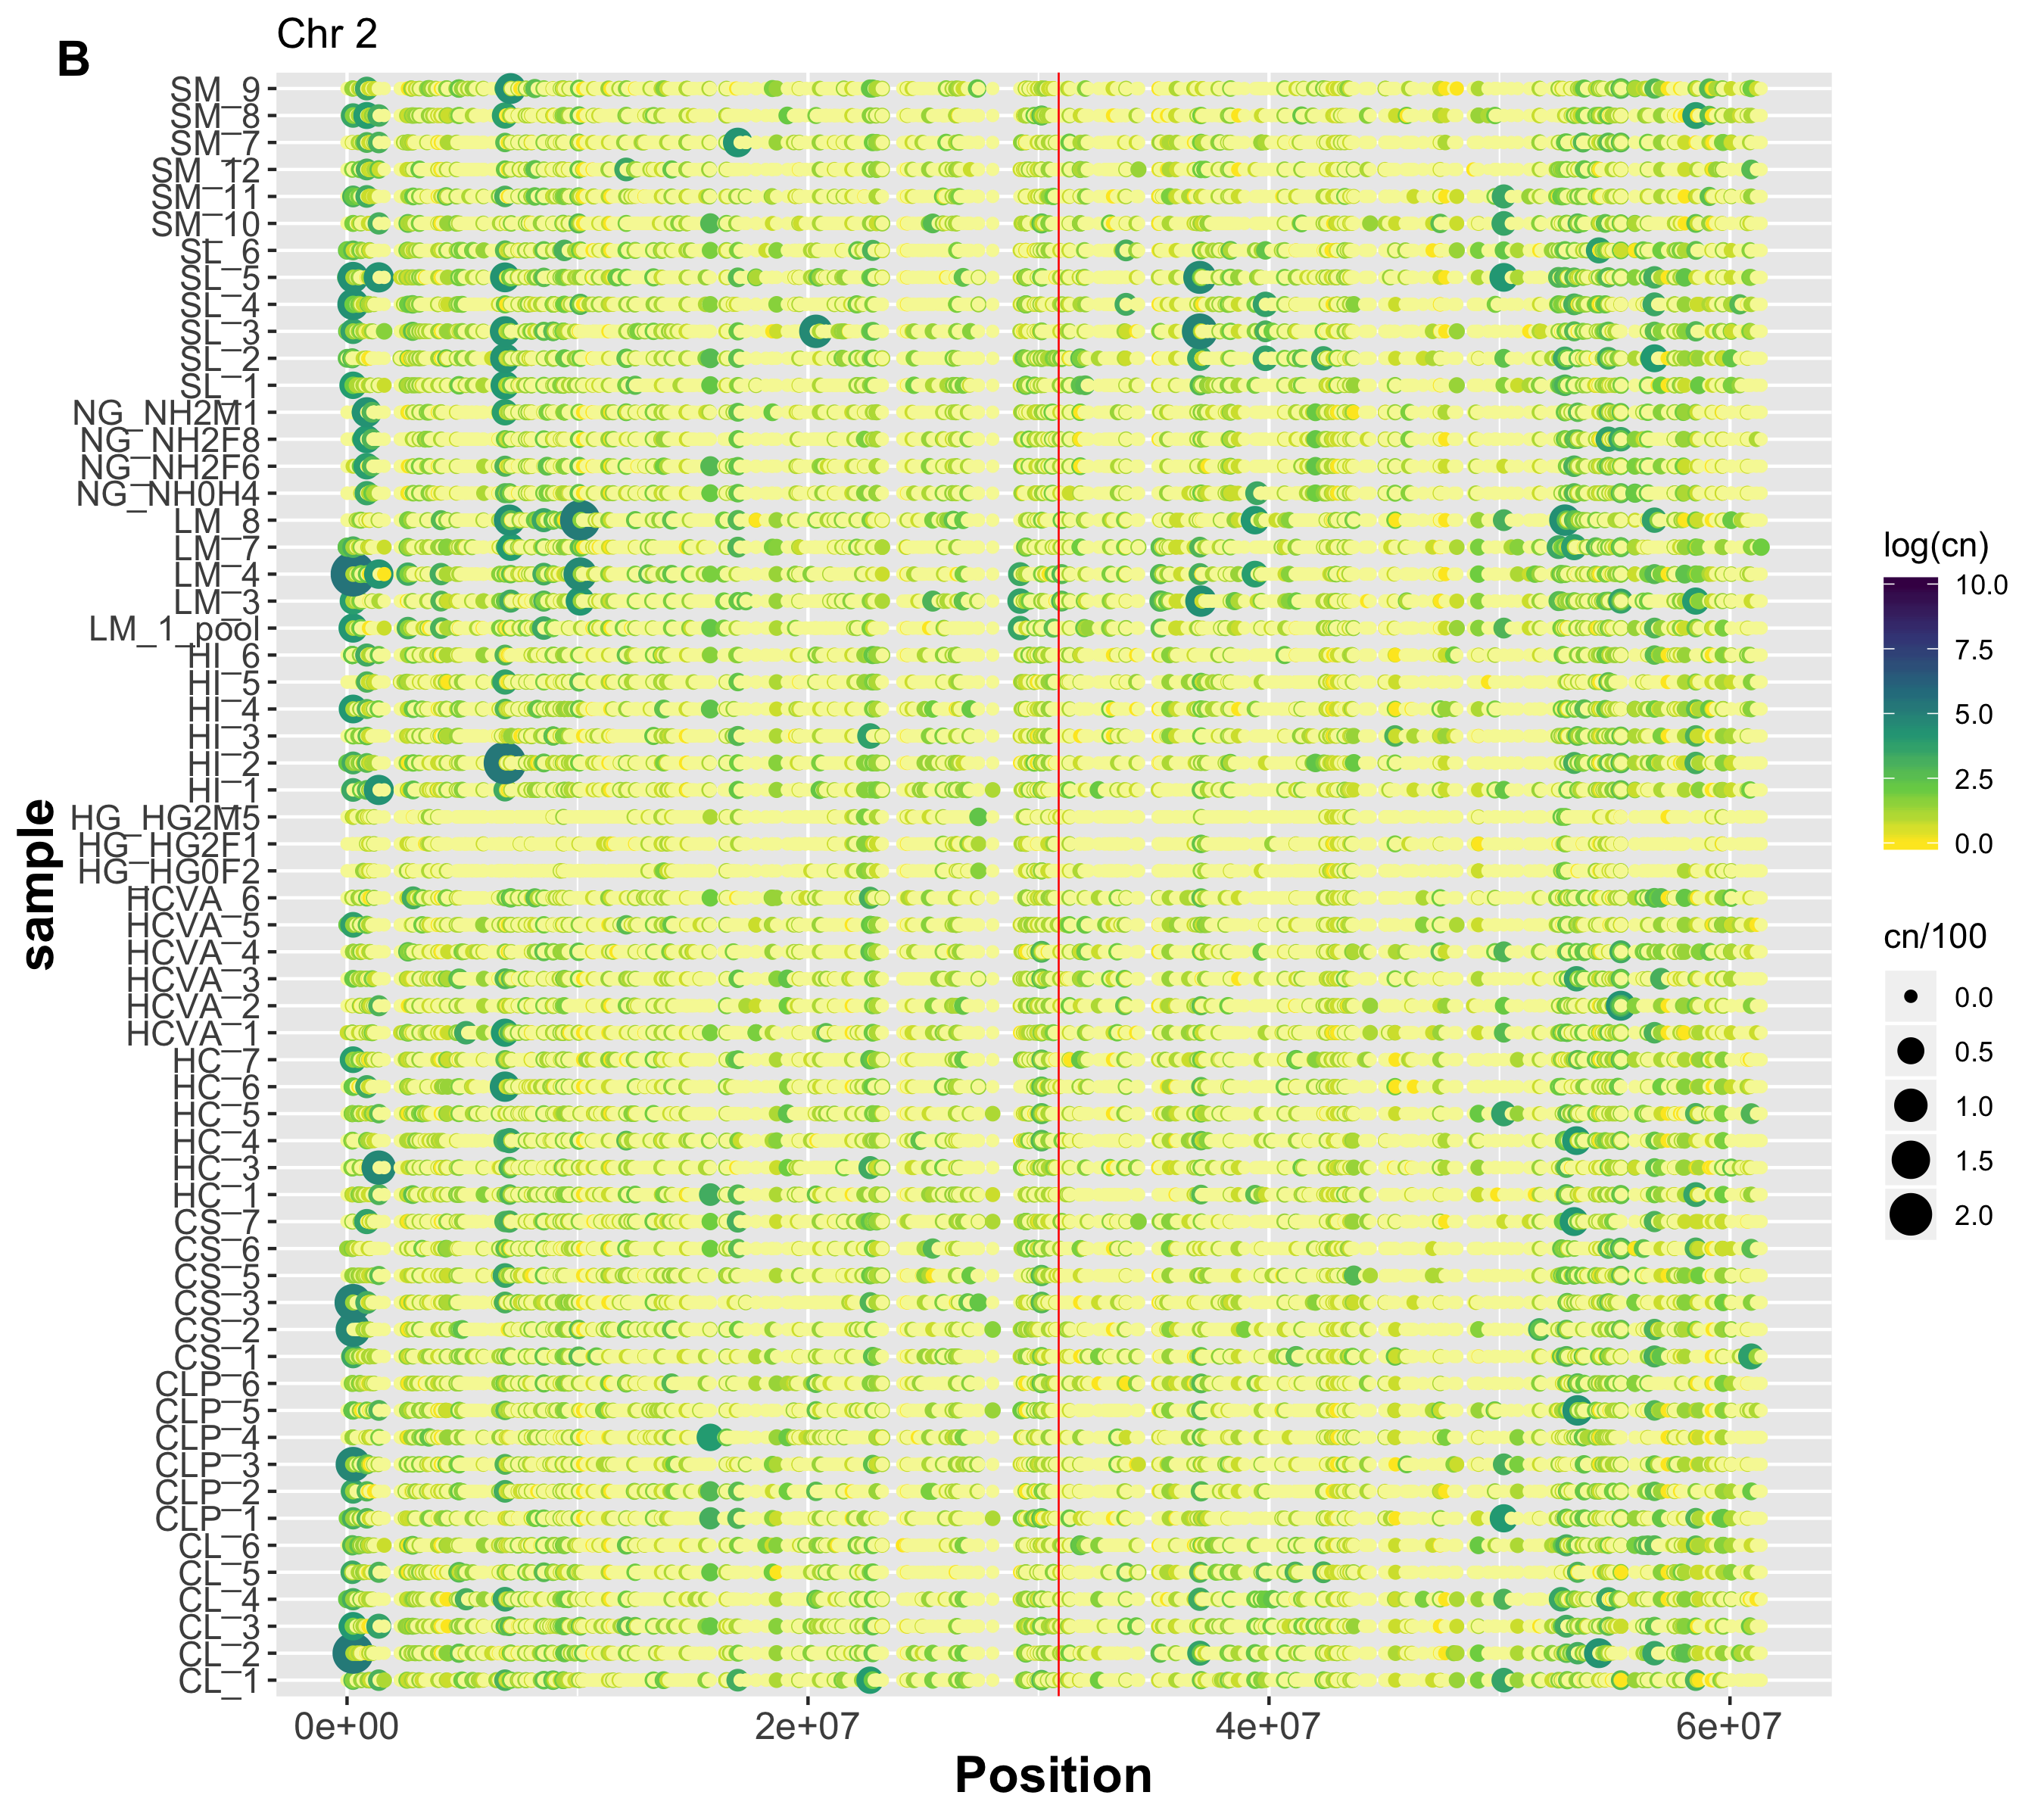 B
Chr 2
SM_9
SM_8
SM_7
SM_12
SM_11
SM_10
SL_6
SL_5
SL_4
SL_3
SL_2
SL_1
NG_NH2M1
NG_NH2F8
NG_NH2F6
NG_NH0H4
LM_8
LM_7
LM_4
LM_3
LM_1_pool
HI_6
HI_5
HI_4
HI_3
HI_2
HI_1
HG_HG2M5
HG_HG2F1
HG_HG0F2
HCVA_6
HCVA_5
HCVA_4
HCVA_3
HCVA_2
HCVA_1
HC_7
HC_6
HC_5
HC_4
HC_3
HC_1
CS_7
CS_6
CS_5
CS_3
CS_2
CS_1
CLP_6
CLP_5
CLP_4
CLP_3
CLP_2
CLP_1
CL_6
CL_5
CL_4
CL_3
CL_2
CL_1
sample
0e+00 2e+07 4e+07 6e+07
Position
log(cn)
10.0
7.5
5.0
2.5
0.0
cn/100
0.0
0.5
1.0
1.5
2.0